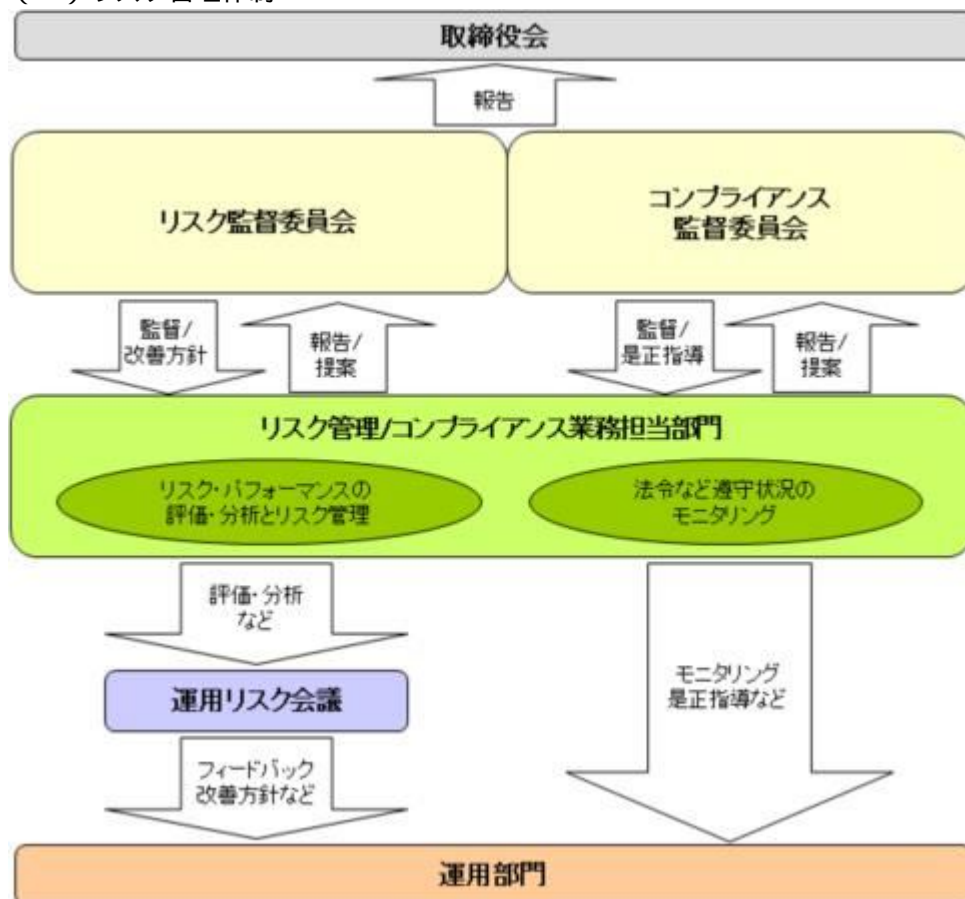 取締役会
報告
リスク監督委員会
コンプライアンス
監督委員会
監督/
改善方針
報告/
提案
監督/
是正指導
報告/
提案
リスク管理/コンプライアンス業務担当部門
リスク・パフォーマンスの
評価・分析とリスク管理
法令など遵守状況の
モニタリング
評価・分析
など
運用リスク会議
モニタリング
是正指導など
フィードバック
改善方針など
運用部門